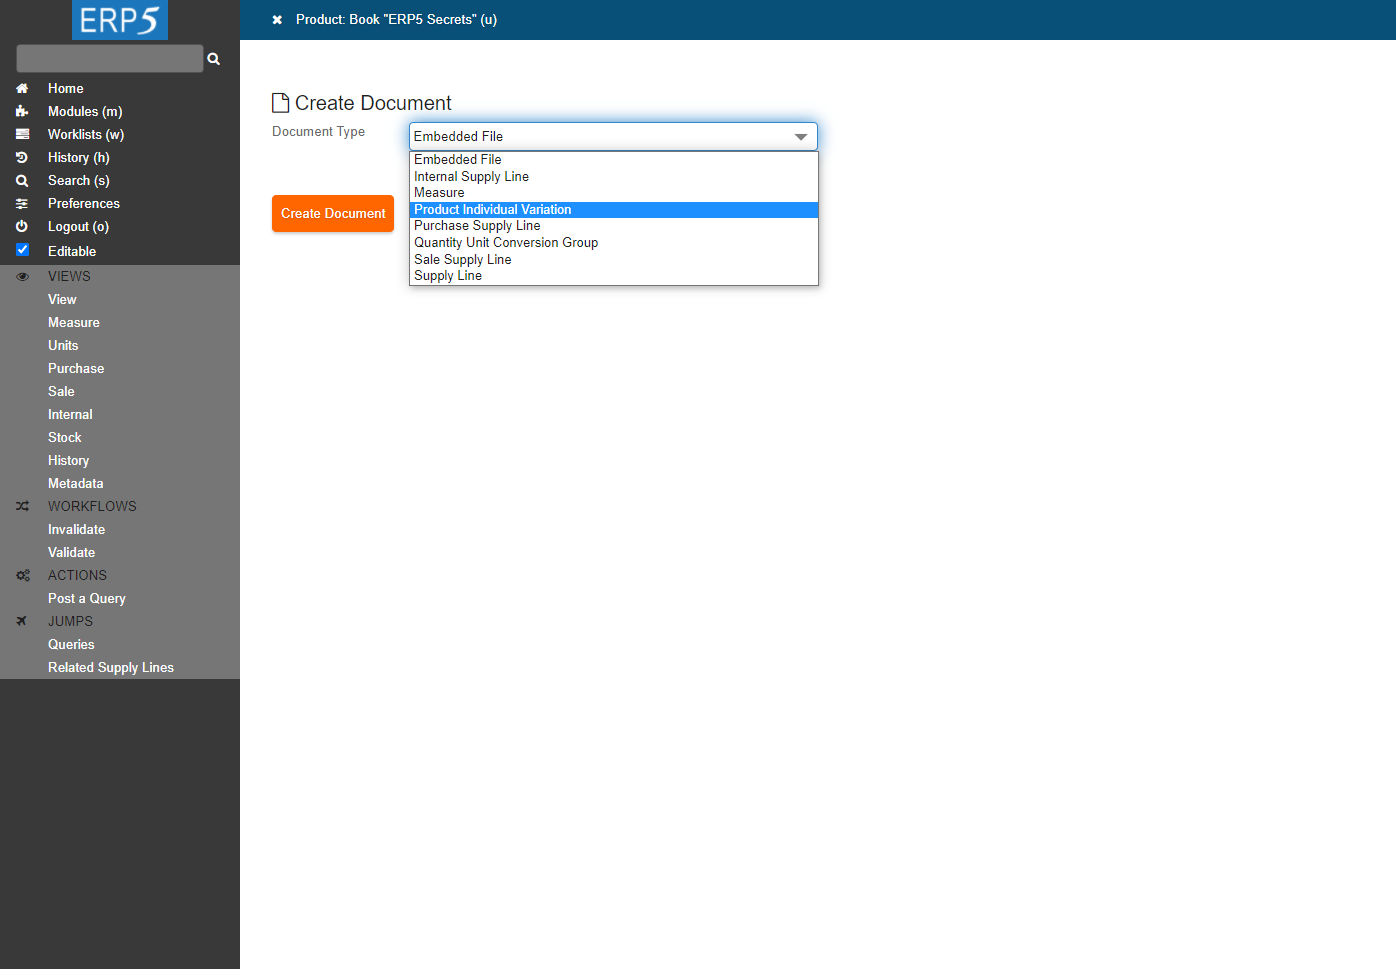 ERP5
Product: Book "ERP5 Secrets" (u)
Home
Modules (m)
Worklists (w)
History (h)
Search (s)
Preferences
Logout (o)
Editable
VIEWS
View
Measure
Units
Purchase
Sale
Internal
Stock
History
Metadata
WORKFLOWS
Invalidate
Validate
ACTIONS
Post a Query
JUMPS
Queries
Related Supply Lines
Create Document
Document Type
Embedded File
Embedded File
Internal Supply Line
Measure
Product Individual Variation
Purchase Supply Line
Quantity Unit Conversion Group
Sale Supply Line
Supply Line
Create Document